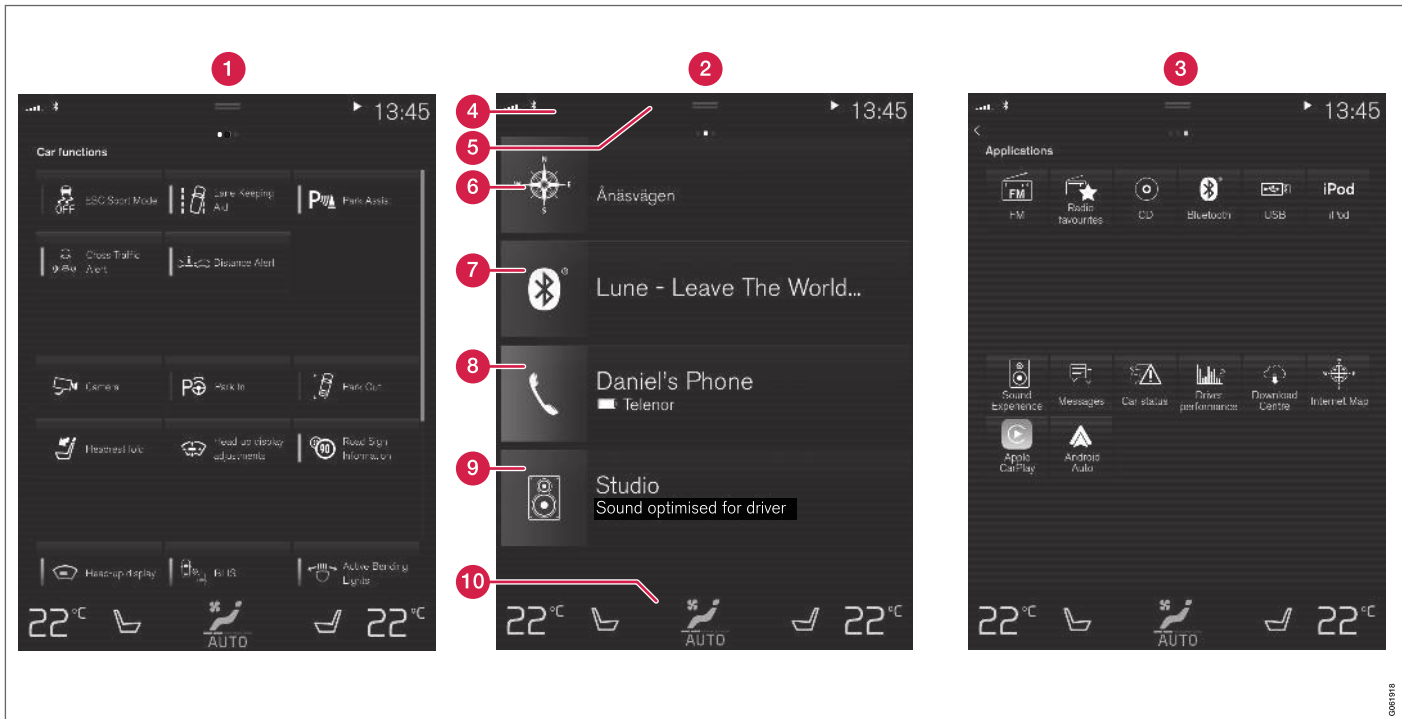 1
2
3
13:45
Car functions
ESC Sport Mode
OFF
Lane Keeping
Aid
Park Assist
Cross Traffic
Alert
Distance Alert
Camera
Park In
Park Out
Headrest fold
Head-up display
adjustments
90
Road Sign
Information
Head-up display
BLIS
Active Bending
Lights
22°C
AUTO
22°C
4
5
6
7
8
9
10
13:45
N
W
E
S
Ånäsvägen
Lune - Leave The World...
Daniel's Phone
Telenor
Studio
Sound optimised for driver
22°C
AUTO
22°C
13:45
Applications
FM
iPod
FM
Radio
favourites
CD
Bluetooth
USB
iPod
Sound
Experience
Messages
Car status
Driver
performance
Download
Centre
Internet Map
Apple
CarPlay
Android
Auto
22°C
AUTO
22°C
G061918